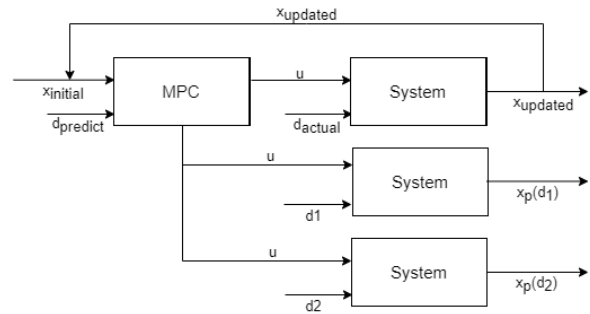 xupdated
xinitial
MPC
u
System
xupdated
dpredict
dactual
u
System
xp(d1)
d1
u
System
xp(d2)
d2